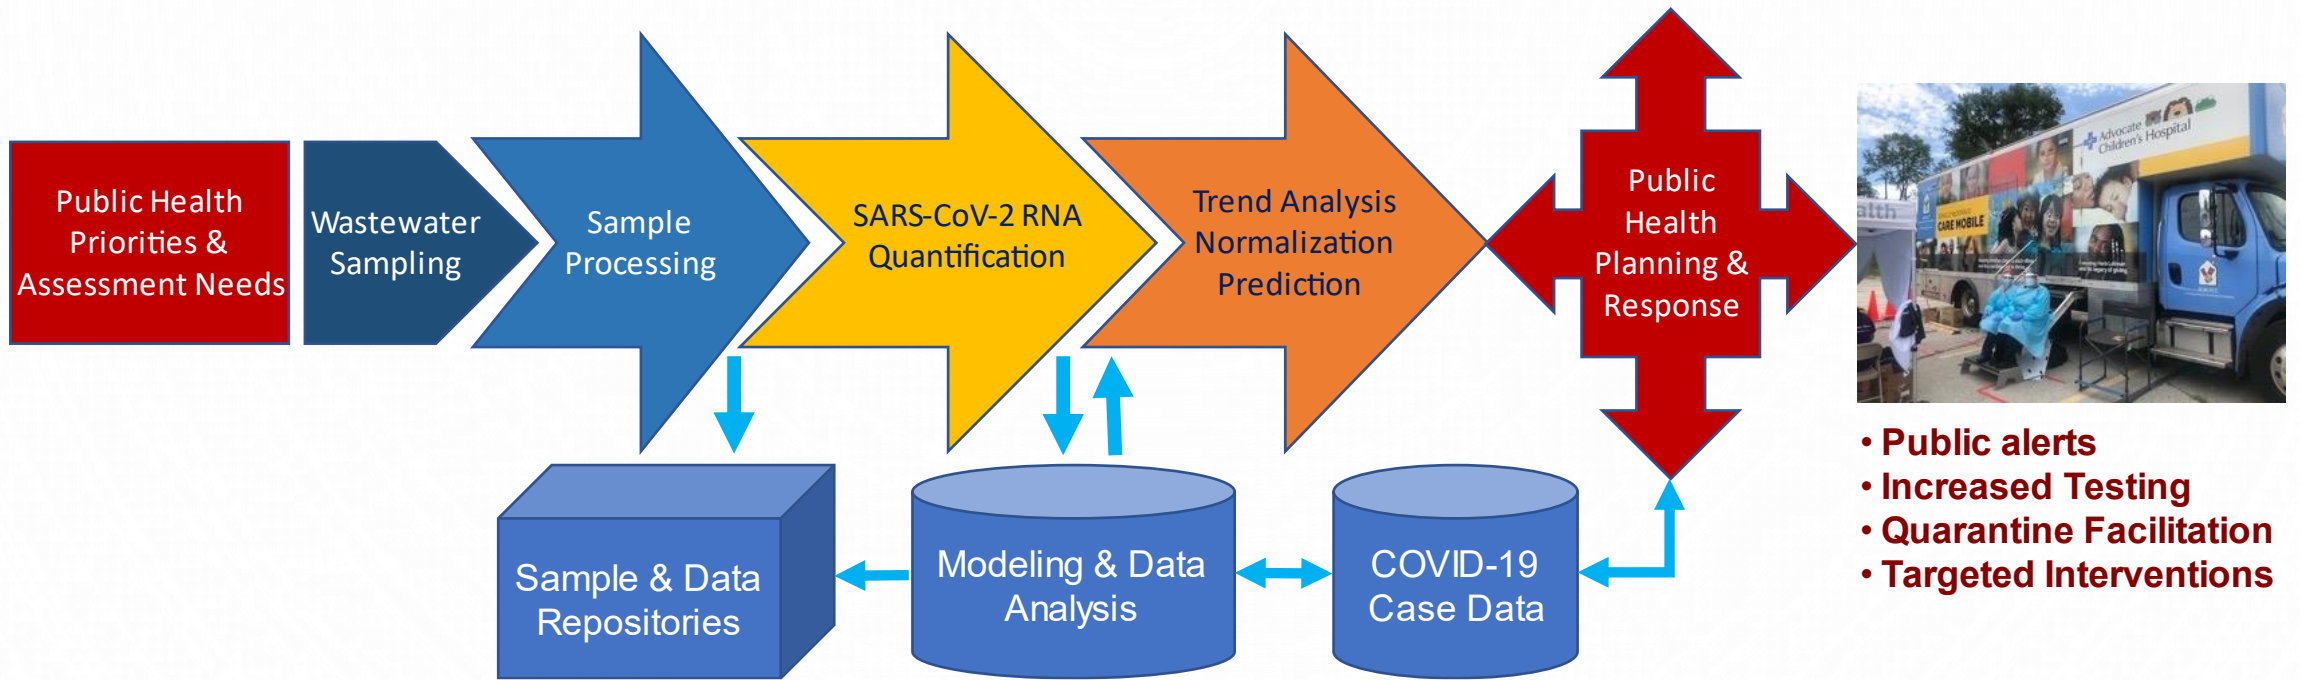 Public Health
Priorities &
Assessment Needs
Wastewater
Sampling
Sample
Processing
SARS-CoV-2 RNA
Quantification
Trend Analysis
Normalization
Prediction
Public
Health
Planning &
Response
Advocate
Children's Hospital
CARE MOBILE
• Public alerts
• Increased Testing
• Quarantine Facilitation
• Targeted Interventions
Sample & Data
Repositories
Modeling & Data
Analysis
COVID-19
Case Data